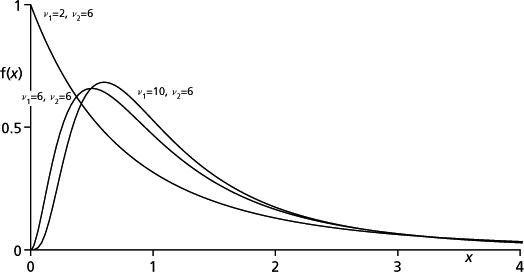 1
ν₁=2, ν₂=6
f(x)
ν₁=6, ν₂=6
ν₁=10, ν₂=6
0.5
0
0
1
2
3
x
4